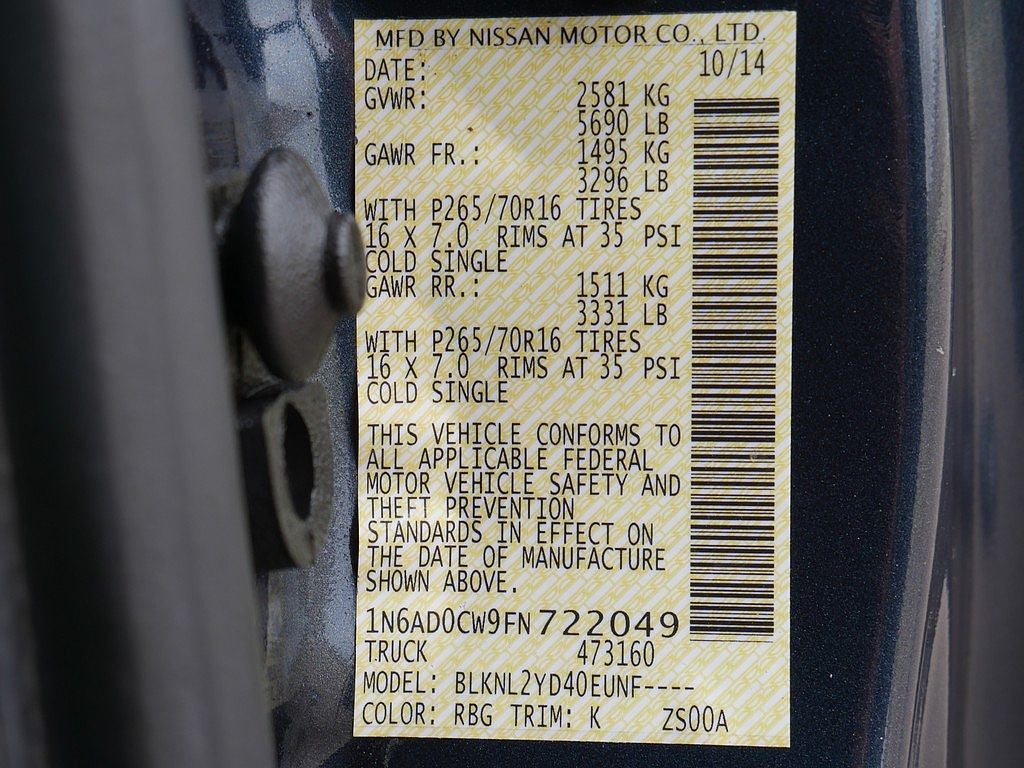 MFD BY NISSAN MOTOR CO., LTD.
DATE: 10/14
GVWR: 2581 KG
5690 LB
GAWR FR.: 1495 KG
3296 LB
WITH P265/70R16 TIRES
16 X 7.0 RIMS AT 35 PSI
COLD SINGLE
GAWR RR.: 1511 KG
3331 LB
WITH P265/70R16 TIRES
16 X 7.0 RIMS AT 35 PSI
COLD SINGLE
THIS VEHICLE CONFORMS TO
ALL APPLICABLE FEDERAL
MOTOR VEHICLE SAFETY AND
THEFT PREVENTION
STANDARDS IN EFFECT ON
THE DATE OF MANUFACTURE
SHOWN ABOVE.
1N6AD0CW9FN722049
TRUCK 473160
MODEL: BLKNL2YD40EUNF----
COLOR: RBG TRIM: K ZS00A